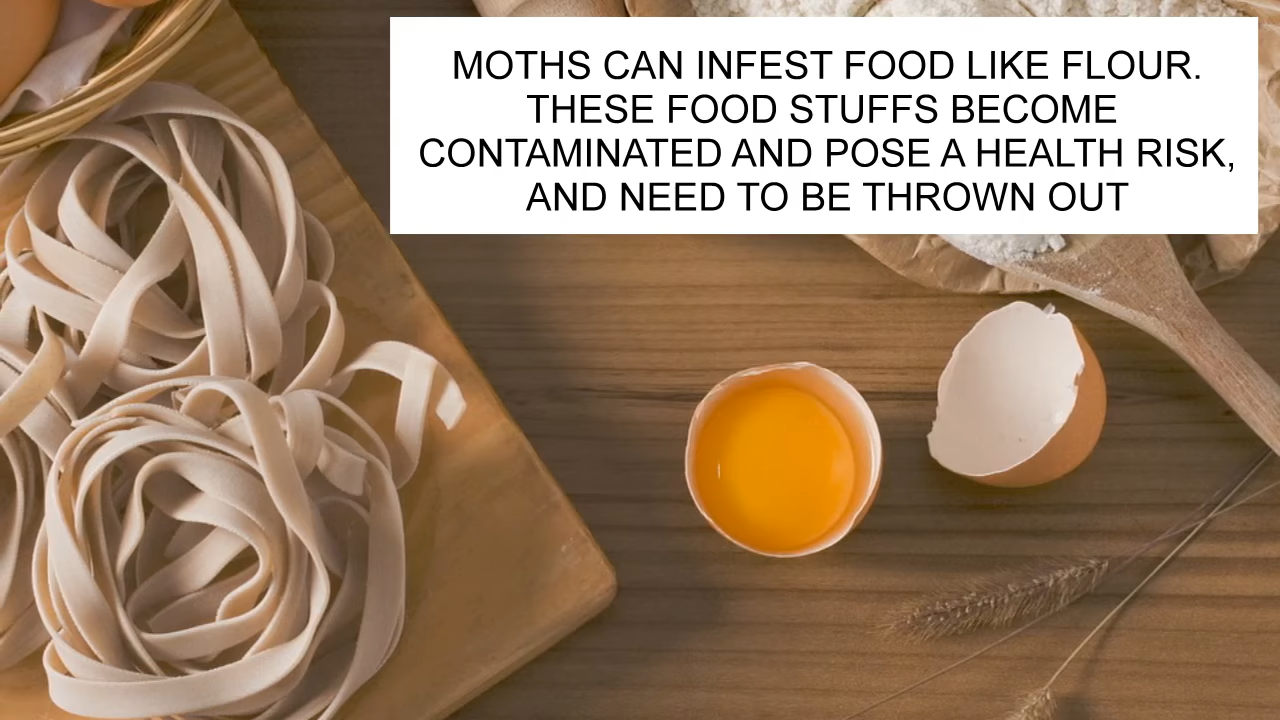 MOTHS CAN INFEST FOOD LIKE FLOUR.
THESE FOOD STUFFS BECOME
CONTAMINATED AND POSE A HEALTH RISK,
AND NEED TO BE THROWN OUT